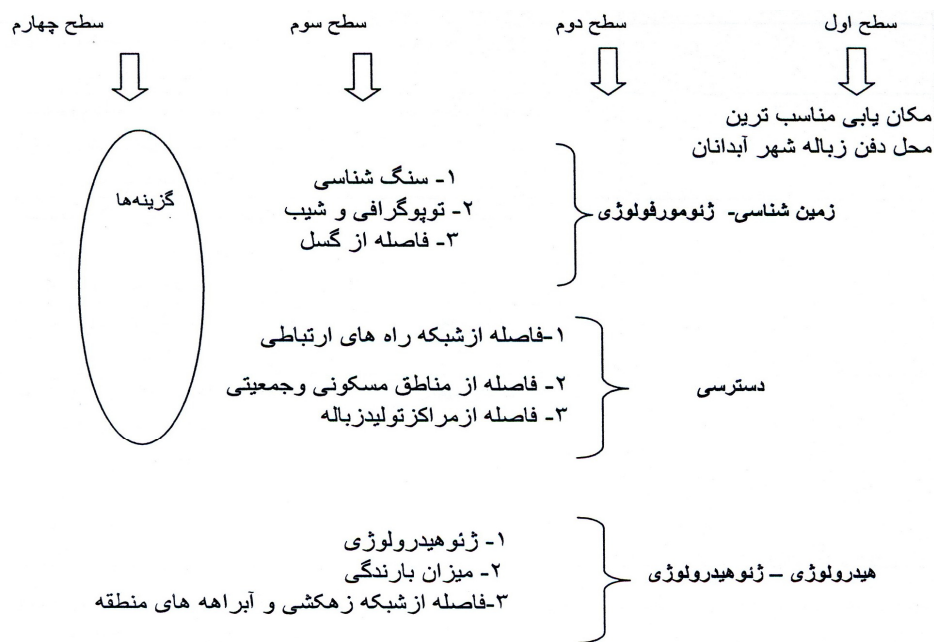 سطح اول
سطح دوم
سطح سوم
سطح چهارم
مکان یابی مناسب ترین
محل دفن زباله شهر آبدانان
زمین شناسی- ژئومورفولوژی
۱- سنگ شناسی
۲- توپوگرافی و شیب
۳- فاصله از گسل
گزینه‌ها
دسترسی
۱-فاصله ازشبکه راه های ارتباطی
۲- فاصله از مناطق مسکونی وجمعیتی
۳- فاصله ازمراکزتولیدزباله
هیدرولوژی – ژئوهیدرولوژی
۱- ژئوهیدرولوژی
۲- میزان بارندگی
۳-فاصله ازشبکه زهکشی و آبراهه های منطقه